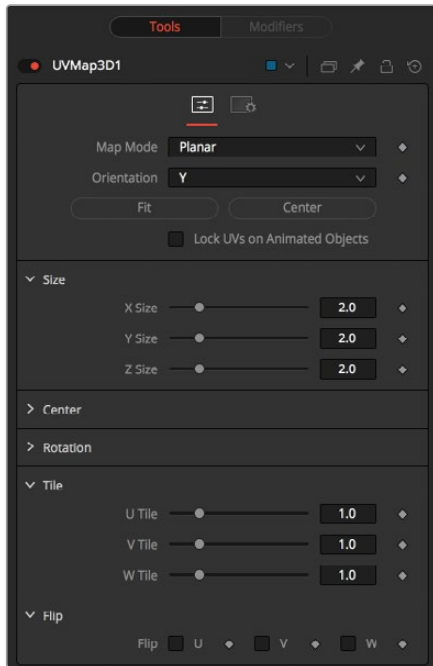 Tools Modifiers
UVMap3D1
Map Mode Planar
Orientation Y
Fit Center
Lock UVs on Animated Objects
Size
X Size 2.0
Y Size 2.0
Z Size 2.0
Center
Rotation
Tile
U Tile 1.0
V Tile 1.0
W Tile 1.0
Flip
Flip U V W